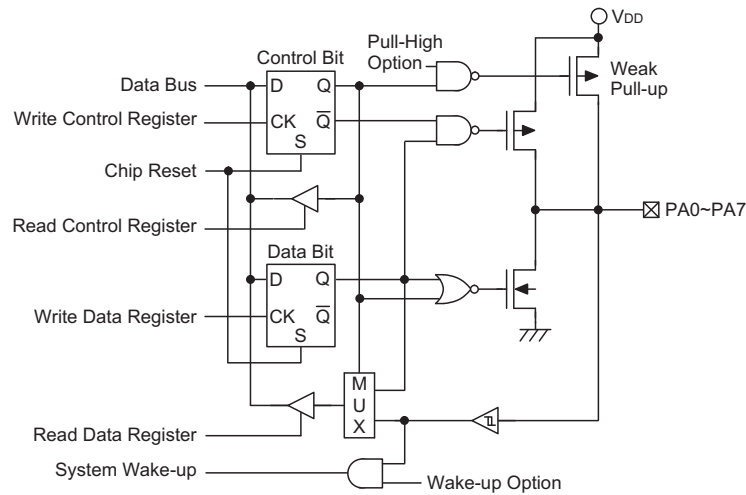 VDD
Control Bit
Pull-High
Option
Data Bus
D
Q
Weak
Pull-up
Write Control Register
CK
Q̅
S
Chip Reset
Read Control Register
PA0~PA7
Data Bit
D
Q
Write Data Register
CK
Q̅
S
M
U
X
Read Data Register
System Wake-up
Wake-up Option